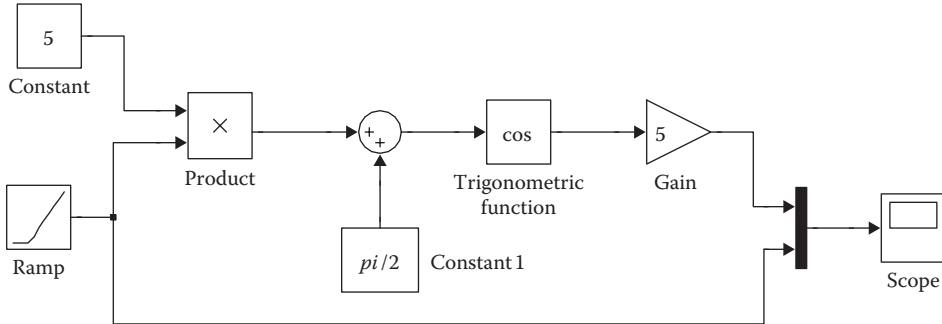 5
Constant
×
Product
+
+
cos
Trigonometric
function
5
Gain
Ramp
pi/2
Constant 1
Scope